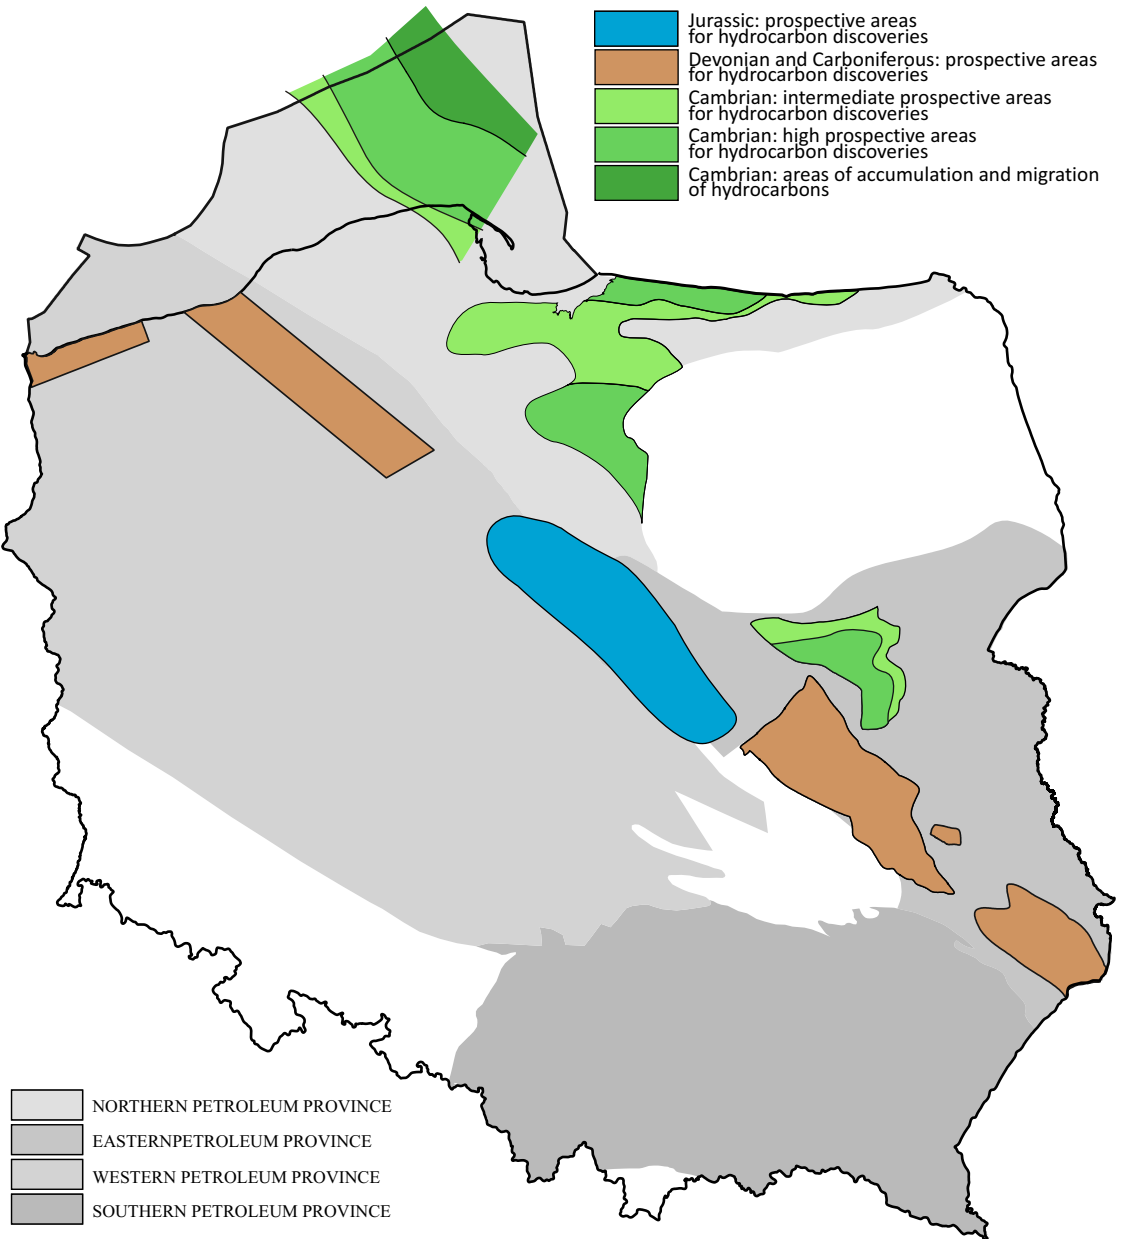 Jurassic: prospective areas
for hydrocarbon discoveries
Devonian and Carboniferous: prospective areas
for hydrocarbon discoveries
Cambrian: intermediate prospective areas
for hydrocarbon discoveries
Cambrian: high prospective areas
for hydrocarbon discoveries
Cambrian: areas of accumulation and migration
of hydrocarbons
NORTHERN PETROLEUM PROVINCE
EASTERNPETROLEUM PROVINCE
WESTERN PETROLEUM PROVINCE
SOUTHERN PETROLEUM PROVINCE